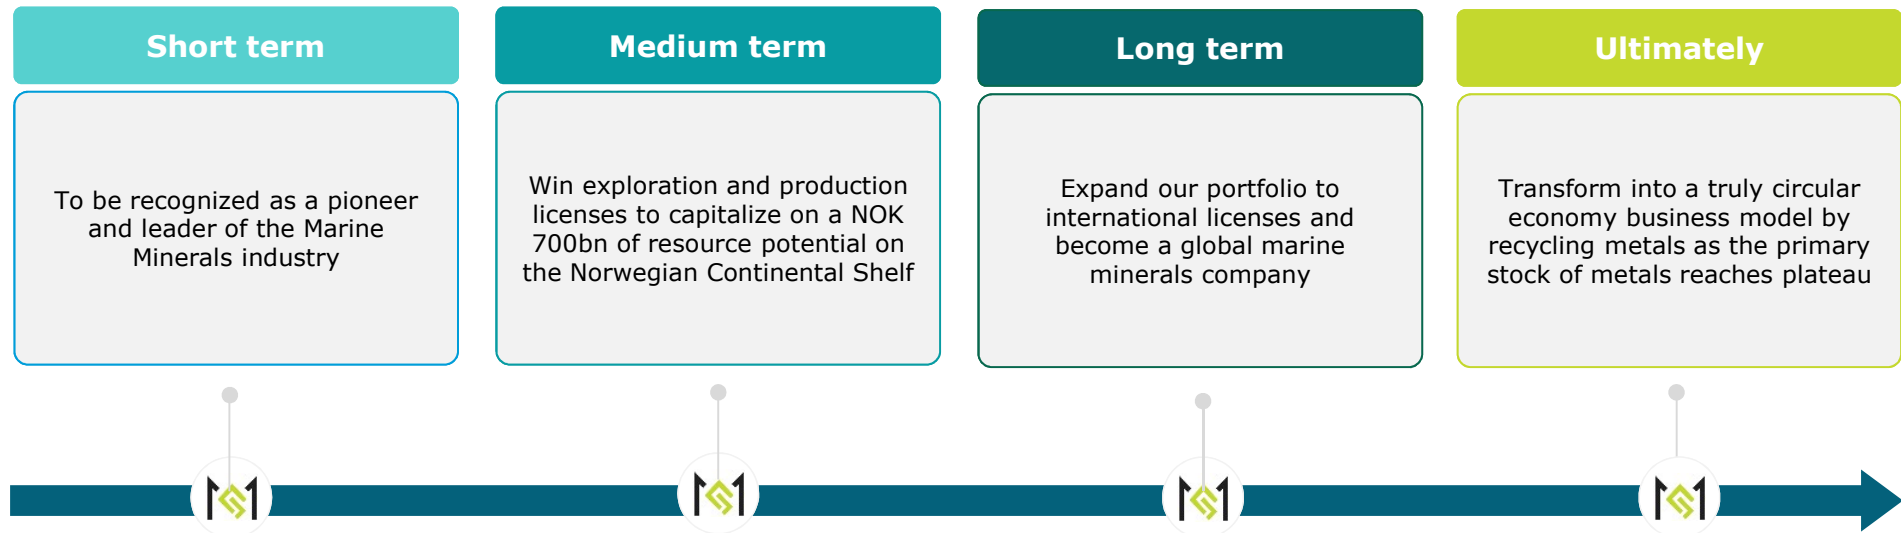 Short term
To be recognized as a pioneer
and leader of the Marine
Minerals industry
Medium term
Win exploration and production
licenses to capitalize on a NOK
700bn of resource potential on
the Norwegian Continental Shelf
Long term
Expand our portfolio to
international licenses and
become a global marine
minerals company
Ultimately
Transform into a truly circular
economy business model by
recycling metals as the primary
stock of metals reaches plateau